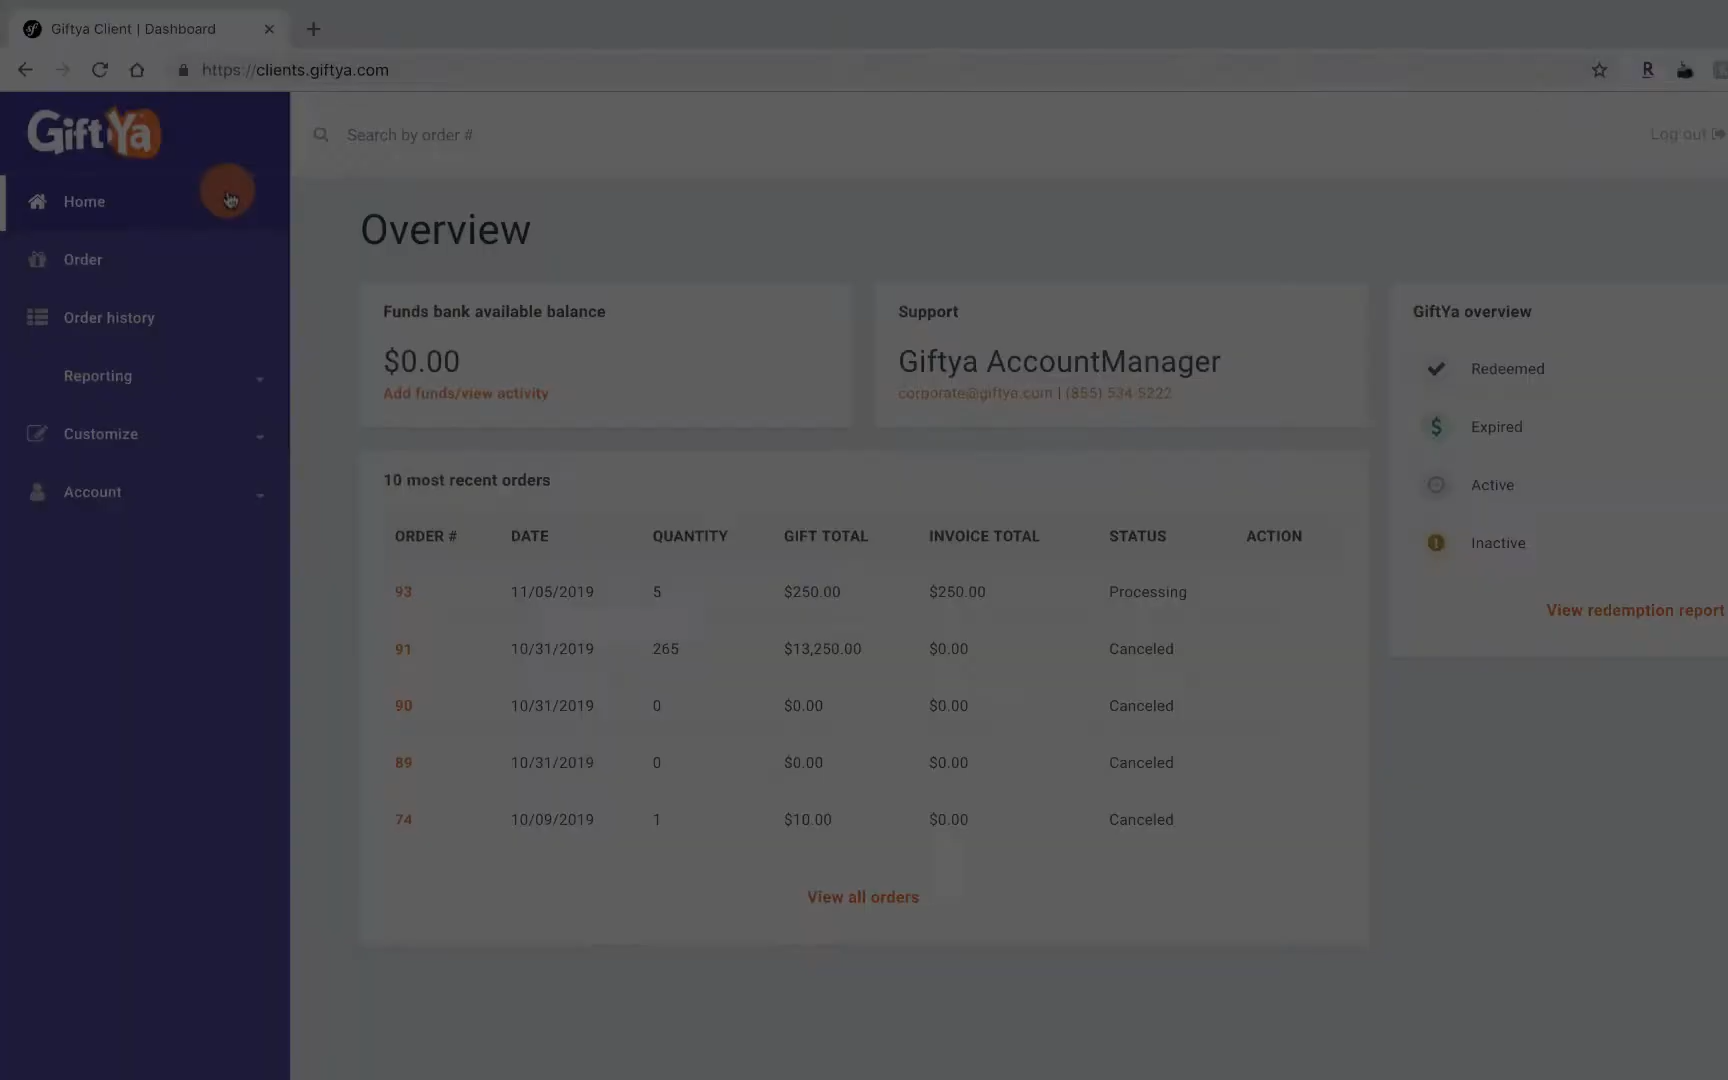 Giftya Client | Dashboard
https://clients.giftya.com
GiftYa
Search by order #
Log out
Home
Order
Order history
Reporting
Customize
Account
Overview
Funds bank available balance
$0.00
Add funds/view activity
Support
Giftya AccountManager
corporate@giftya.com | (855) 534-5222
GiftYa overview
Redeemed
Expired
Active
Inactive
View redemption report
10 most recent orders
ORDER # DATE QUANTITY GIFT TOTAL INVOICE TOTAL STATUS ACTION
93 11/05/2019 5 $250.00 $250.00 Processing
91 10/31/2019 265 $13,250.00 $0.00 Canceled
90 10/31/2019 0 $0.00 $0.00 Canceled
89 10/31/2019 0 $0.00 $0.00 Canceled
74 10/09/2019 1 $10.00 $0.00 Canceled
View all orders